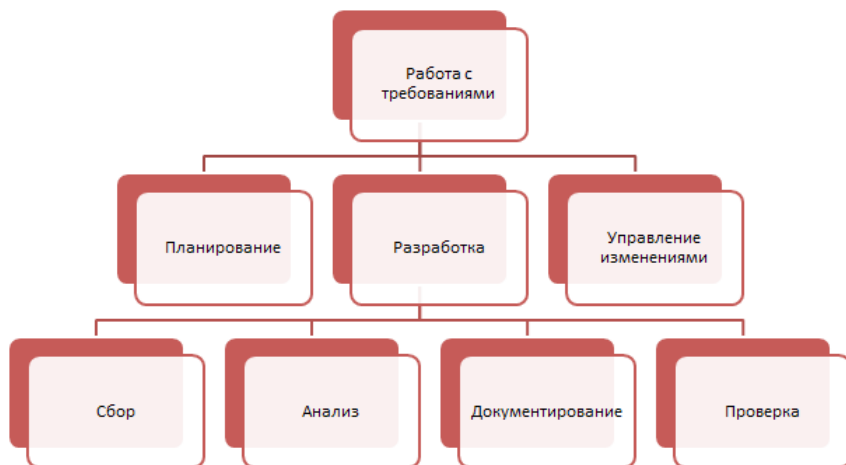 Работа с
требованиями
Планирование
Разработка
Управление
изменениями
Сбор
Анализ
Документирование
Проверка